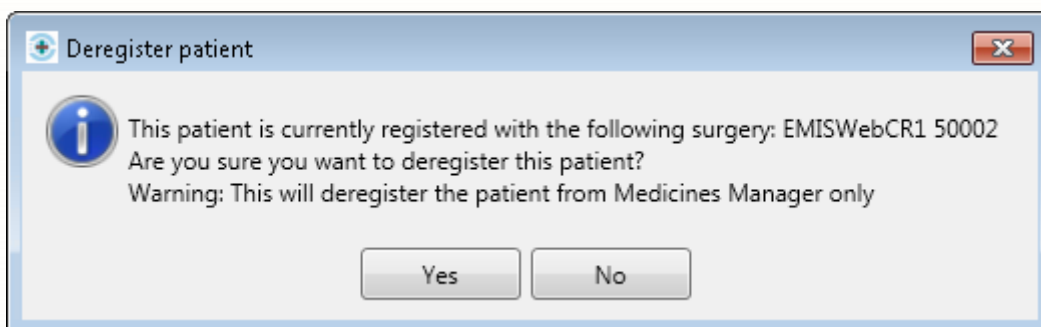 Deregister patient
This patient is currently registered with the following surgery: EMISWebCR1 50002
Are you sure you want to deregister this patient?
Warning: This will deregister the patient from Medicines Manager only
Yes No